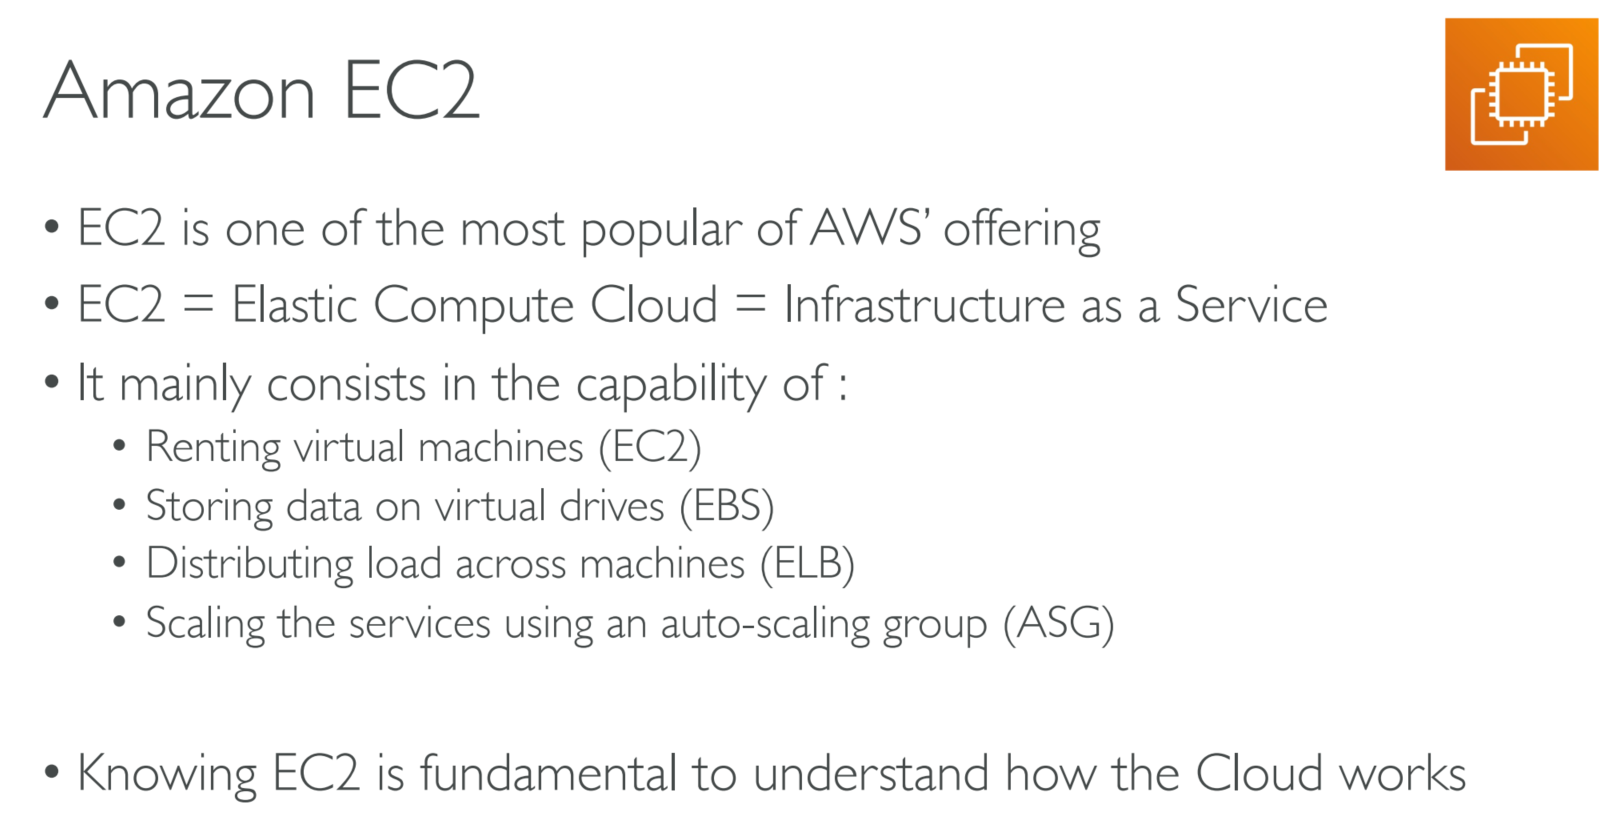 Amazon EC2
• EC2 is one of the most popular of AWS’ offering
• EC2 = Elastic Compute Cloud = Infrastructure as a Service
• It mainly consists in the capability of :
• Renting virtual machines (EC2)
• Storing data on virtual drives (EBS)
• Distributing load across machines (ELB)
• Scaling the services using an auto-scaling group (ASG)
• Knowing EC2 is fundamental to understand how the Cloud works